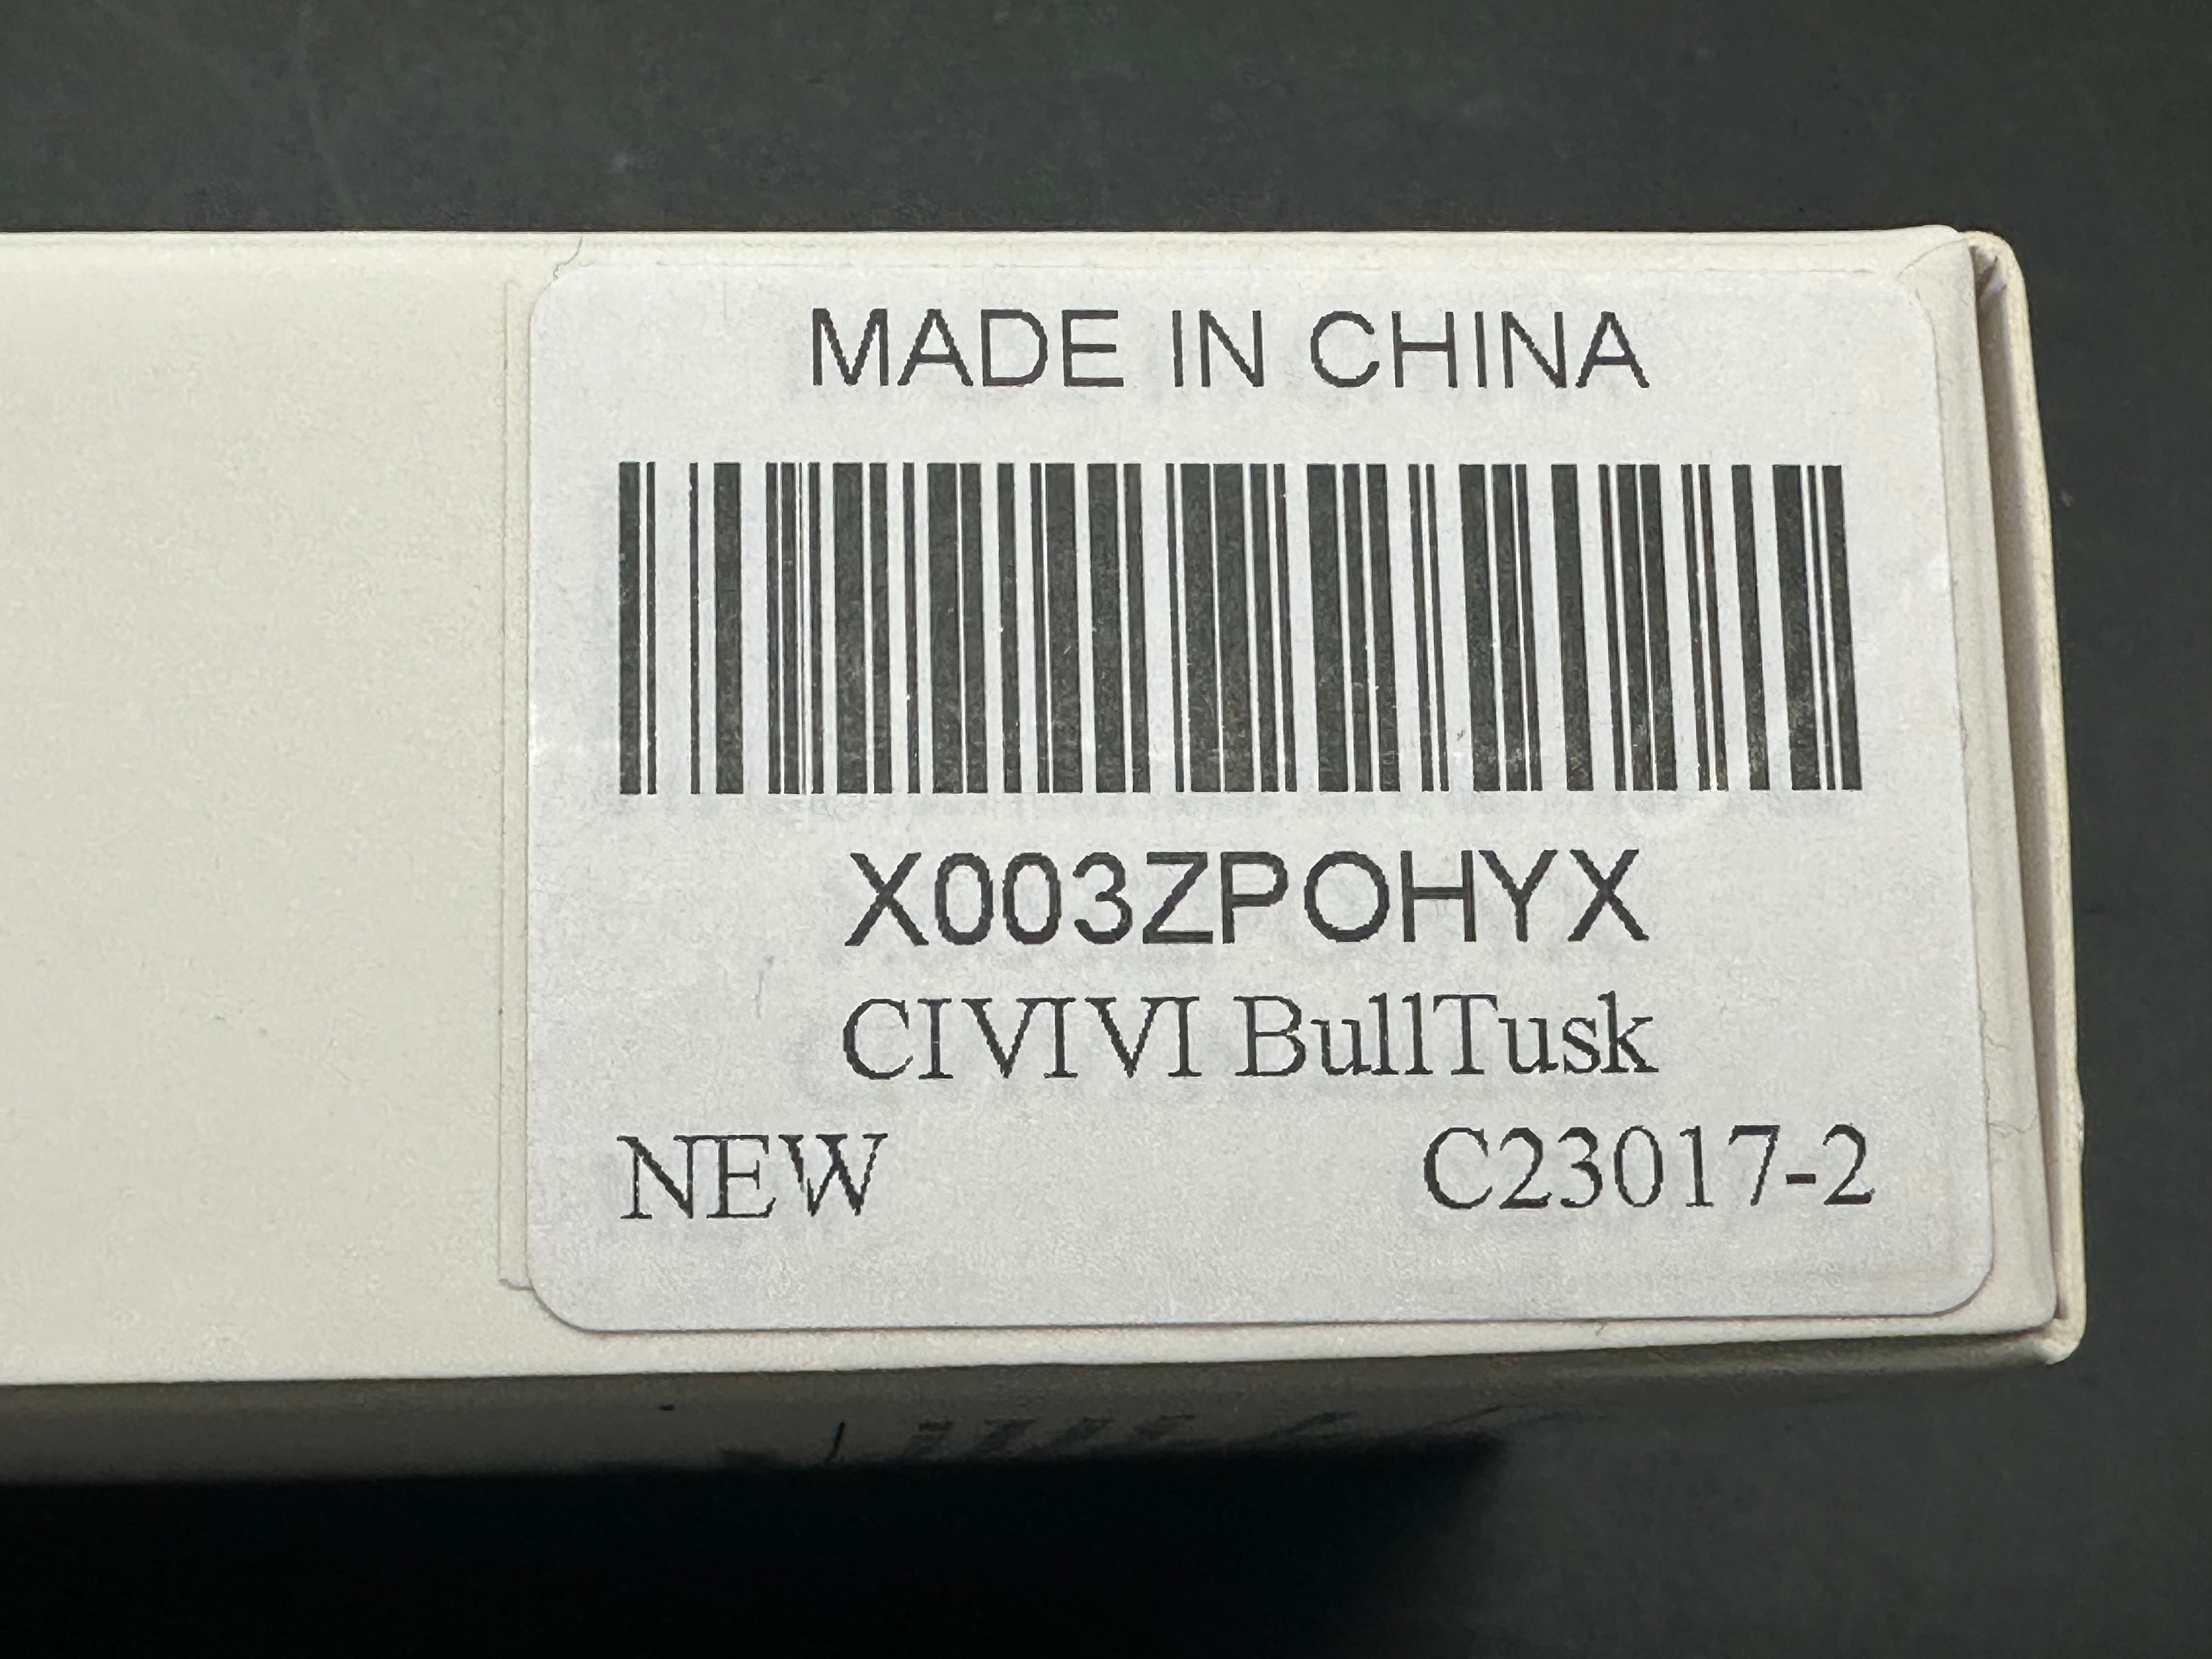 MADE IN CHINA
X003ZPOHYX
CIVIVI BullTusk
NEW C23017-2